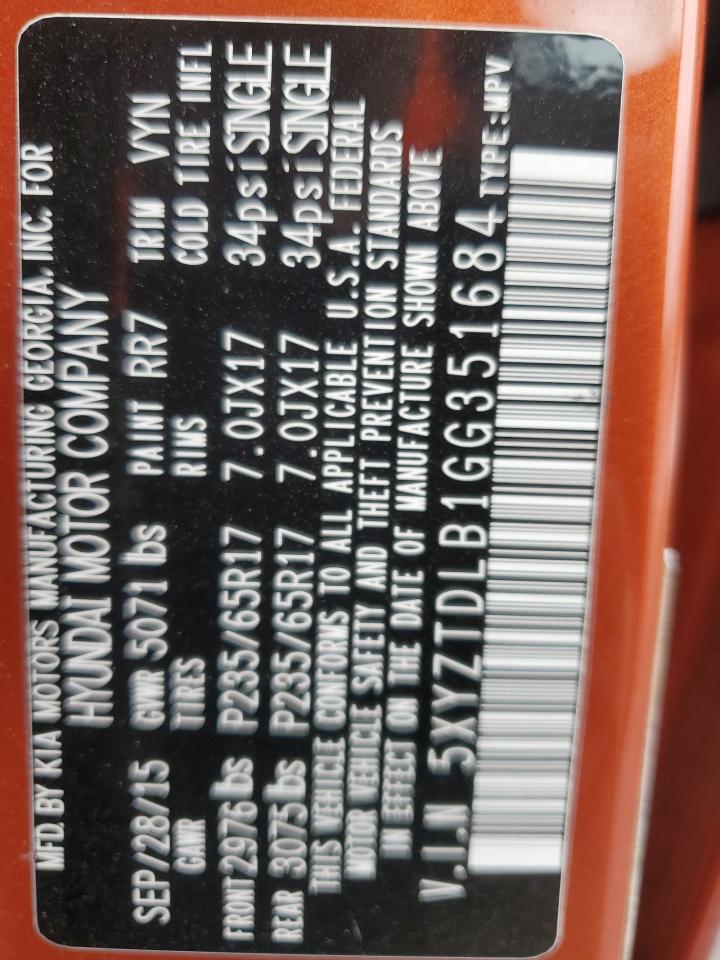 MFD. BY KIA MOTORS MANUFACTURING GEORGIA, INC. FOR
HYUNDAI MOTOR COMPANY
SEP/28/15 GVWR 5071 lbs PAINT RR7 TRIM VYN
GAWR TIRES RIMS COLD TIRE INFL
FRONT 2976 lbs P235/65R17 7.0JX17 34psi SINGLE
REAR 3075 lbs P235/65R17 7.0JX17 34psi SINGLE
THIS VEHICLE CONFORMS TO ALL APPLICABLE U.S.A. FEDERAL
MOTOR VEHICLE SAFETY AND THEFT PREVENTION STANDARDS
IN EFFECT ON THE DATE OF MANUFACTURE SHOWN ABOVE
V.I.N 5XYZTDLB1GG351684 TYPE:MPV